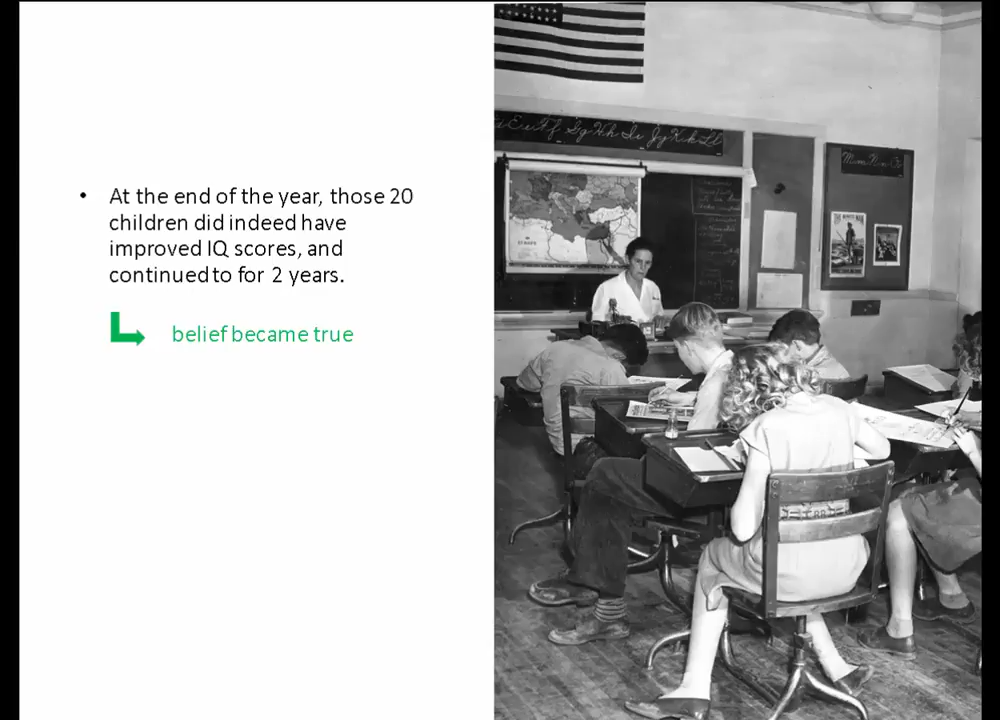 • At the end of the year, those 20
children did indeed have
improved IQ scores, and
continued to for 2 years.
belief became true